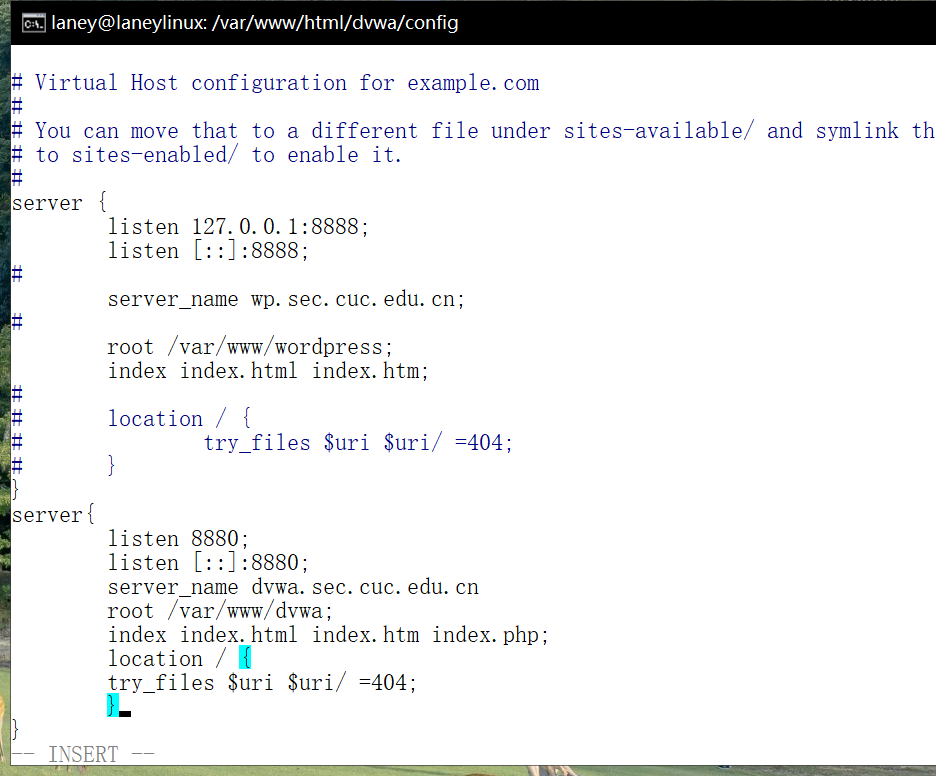 laney@laneylinux: /var/www/html/dvwa/config
# Virtual Host configuration for example.com
#
# You can move that to a different file under sites-available/ and symlink th
# to sites-enabled/ to enable it.
#
server {
        listen 127.0.0.1:8888;
        listen [::]:8888;
#
        server_name wp.sec.cuc.edu.cn;
#
        root /var/www/wordpress;
        index index.html index.htm;
#
#       location / {
#               try_files $uri $uri/ =404;
#       }
}
server{
        listen 8880;
        listen [::]:8880;
        server_name dvwa.sec.cuc.edu.cn
        root /var/www/dvwa;
        index index.html index.htm index.php;
        location / {
        try_files $uri $uri/ =404;
        }
}
-- INSERT --